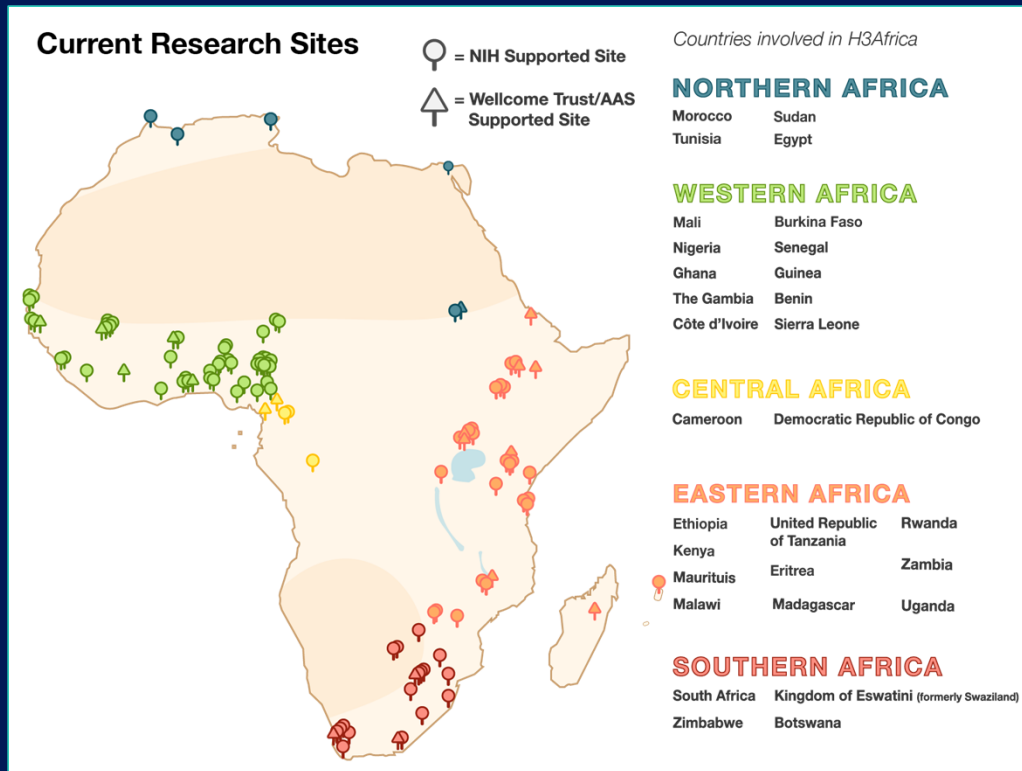 Current Research Sites
= NIH Supported Site
= Wellcome Trust/AAS
Supported Site
Countries involved in H3Africa
NORTHERN AFRICA
Morocco Sudan
Tunisia Egypt
WESTERN AFRICA
Mali Burkina Faso
Nigeria Senegal
Ghana Guinea
The Gambia Benin
Côte d'Ivoire Sierra Leone
CENTRAL AFRICA
Cameroon Democratic Republic of Congo
EASTERN AFRICA
Ethiopia United Republic of Tanzania Rwanda
Kenya Eritrea Zambia
Maurituis Madagascar Uganda
Malawi
SOUTHERN AFRICA
South Africa Kingdom of Eswatini (formerly Swaziland)
Zimbabwe Botswana